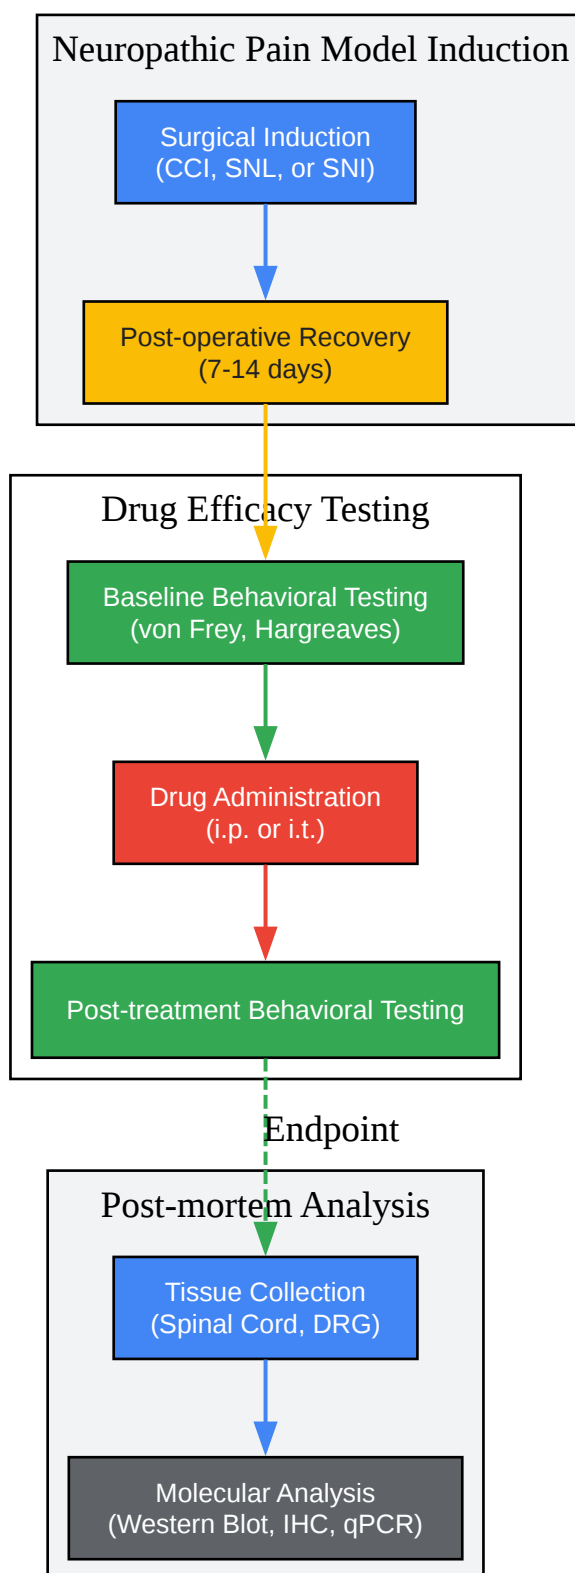 Neuropathic Pain Model Induction
Surgical Induction
(CCI, SNL, or SNI)
Post-operative Recovery
(7-14 days)
Drug Efficacy Testing
Baseline Behavioral Testing
(von Frey, Hargreaves)
Drug Administration
(i.p. or i.t.)
Post-treatment Behavioral Testing
Endpoint
Post-mortem Analysis
Tissue Collection
(Spinal Cord, DRG)
Molecular Analysis
(Western Blot, IHC, qPCR)